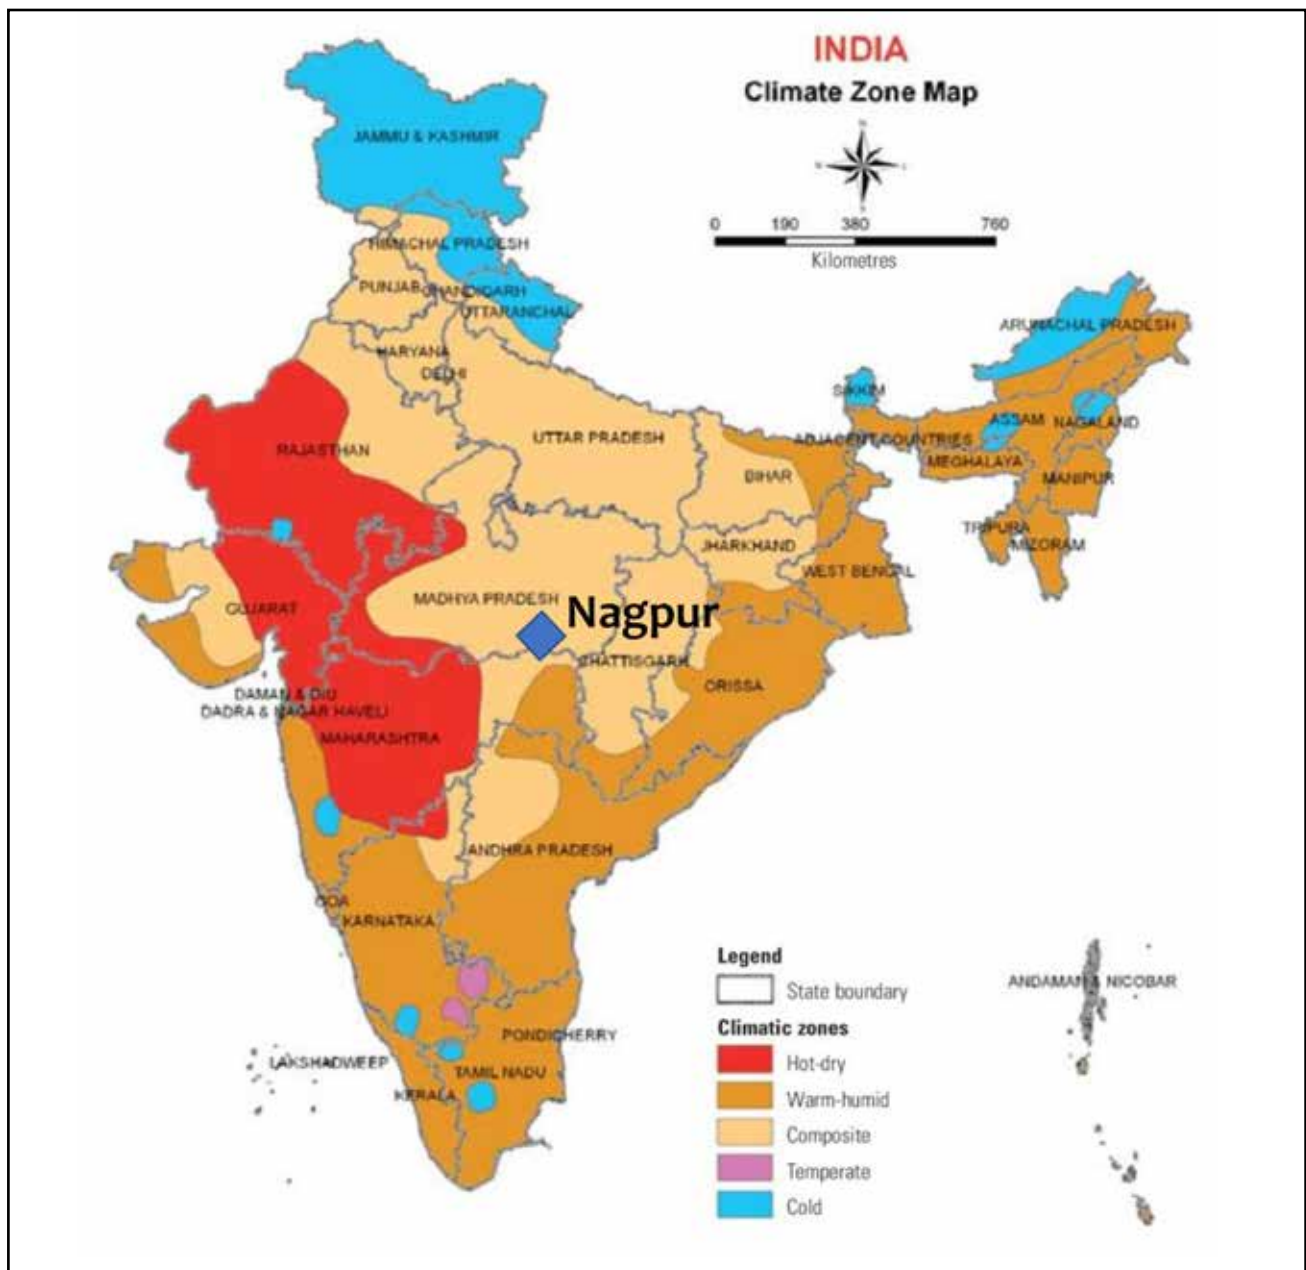 INDIA
Climate Zone Map
0 190 380 760
Kilometres
JAMMU & KASHMIR
HIMACHAL PRADESH
PUNJAB
CHANDIGARH
UTTARANCHAL
HARYANA
DELHI
ARUNACHAL PRADESH
SIKKIM
RAJASTHAN
UTTAR PRADESH
ADJACENT COUNTRIES
ASSAM
NAGALAND
BIHAR
MEGHALAYA
MANIPUR
TRIPURA
MIZORAM
JHARKHAND
WEST BENGAL
GUJARAT
MADHYA PRADESH
Nagpur
CHATTISGARH
ORISSA
DAMAN & DIU
DADRA & NAGAR HAVELI
MAHARASHTRA
ANDHRA PRADESH
GOA
KARNATAKA
ANDAMAN & NICOBAR
PONDICHERRY
LAKSHADWEEP
TAMIL NADU
KERALA
Legend
State boundary
Climatic zones
Hot-dry
Warm-humid
Composite
Temperate
Cold